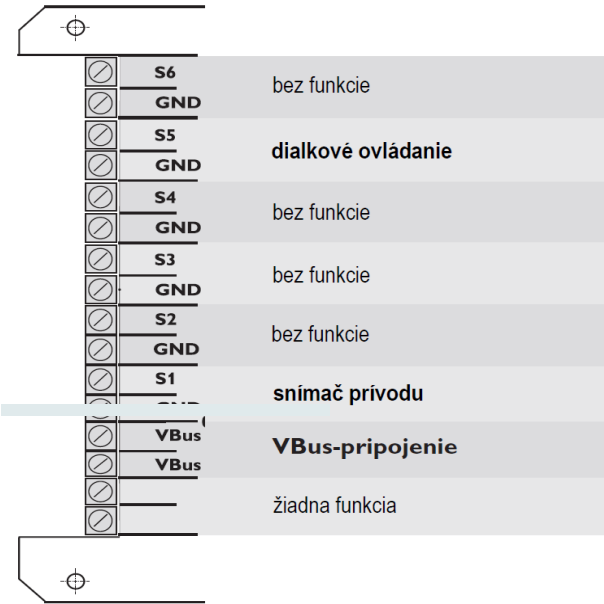 S6
GND
bez funkcie
S5
GND
dialkové ovládanie
S4
GND
bez funkcie
S3
GND
bez funkcie
S2
GND
bez funkcie
S1
snímač prívodu
VBus
VBus
VBus-pripojenie
žiadna funkcia